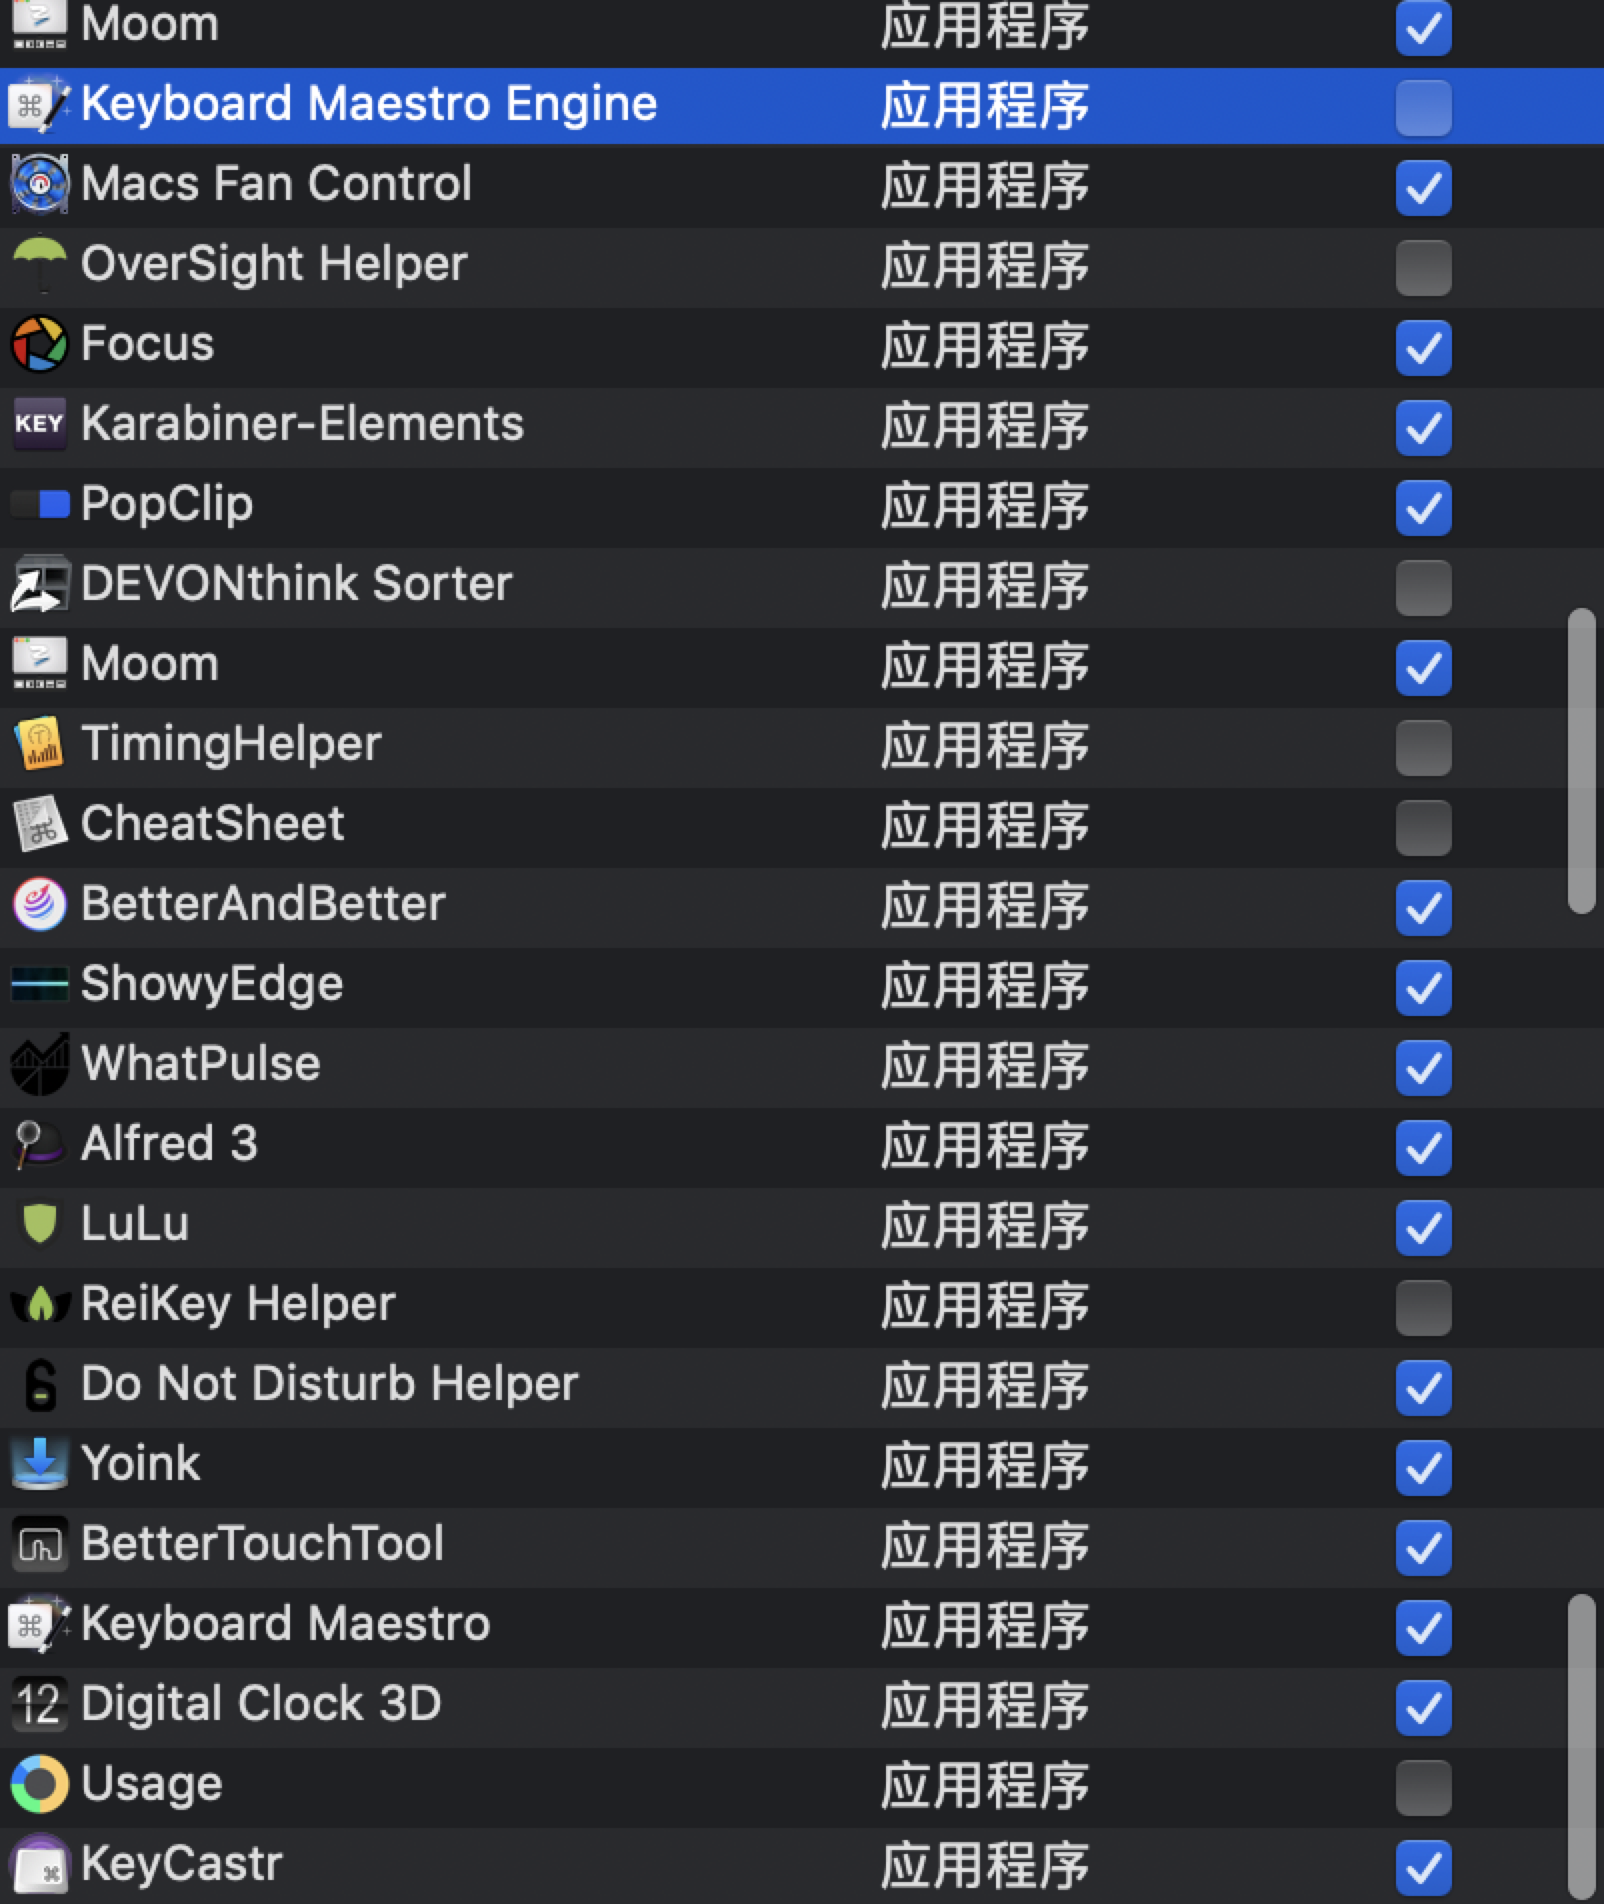 Moom 应用程序
Keyboard Maestro Engine 应用程序
Macs Fan Control 应用程序
OverSight Helper 应用程序
Focus 应用程序
KEY Karabiner-Elements 应用程序
PopClip 应用程序
DEVONthink Sorter 应用程序
Moom 应用程序
TimingHelper 应用程序
CheatSheet 应用程序
BetterAndBetter 应用程序
ShowyEdge 应用程序
WhatPulse 应用程序
Alfred 3 应用程序
LuLu 应用程序
ReiKey Helper 应用程序
Do Not Disturb Helper 应用程序
Yoink 应用程序
BetterTouchTool 应用程序
Keyboard Maestro 应用程序
12 Digital Clock 3D 应用程序
Usage 应用程序
KeyCastr 应用程序